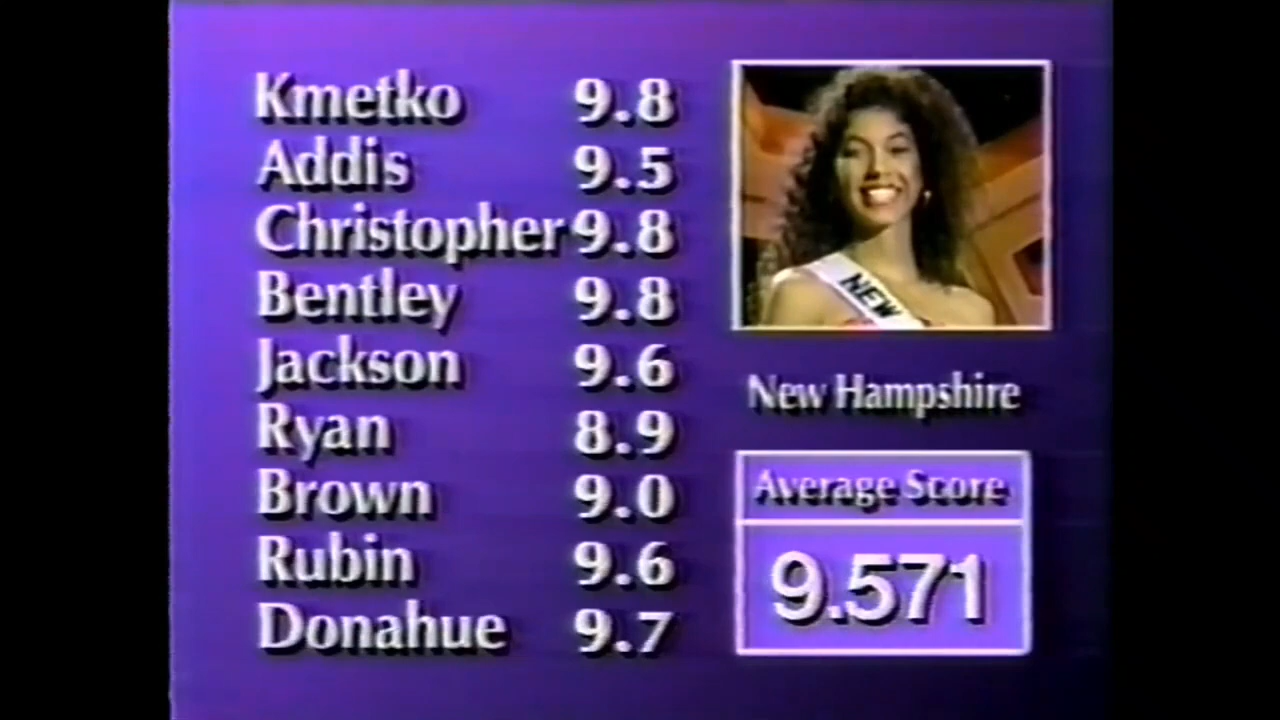 Kmetko 9.8
Addis 9.5
Christopher 9.8
Bentley 9.8
Jackson 9.6
Ryan 8.9
Brown 9.0
Rubin 9.6
Donahue 9.7
NEW
New Hampshire
Average Score
9.571